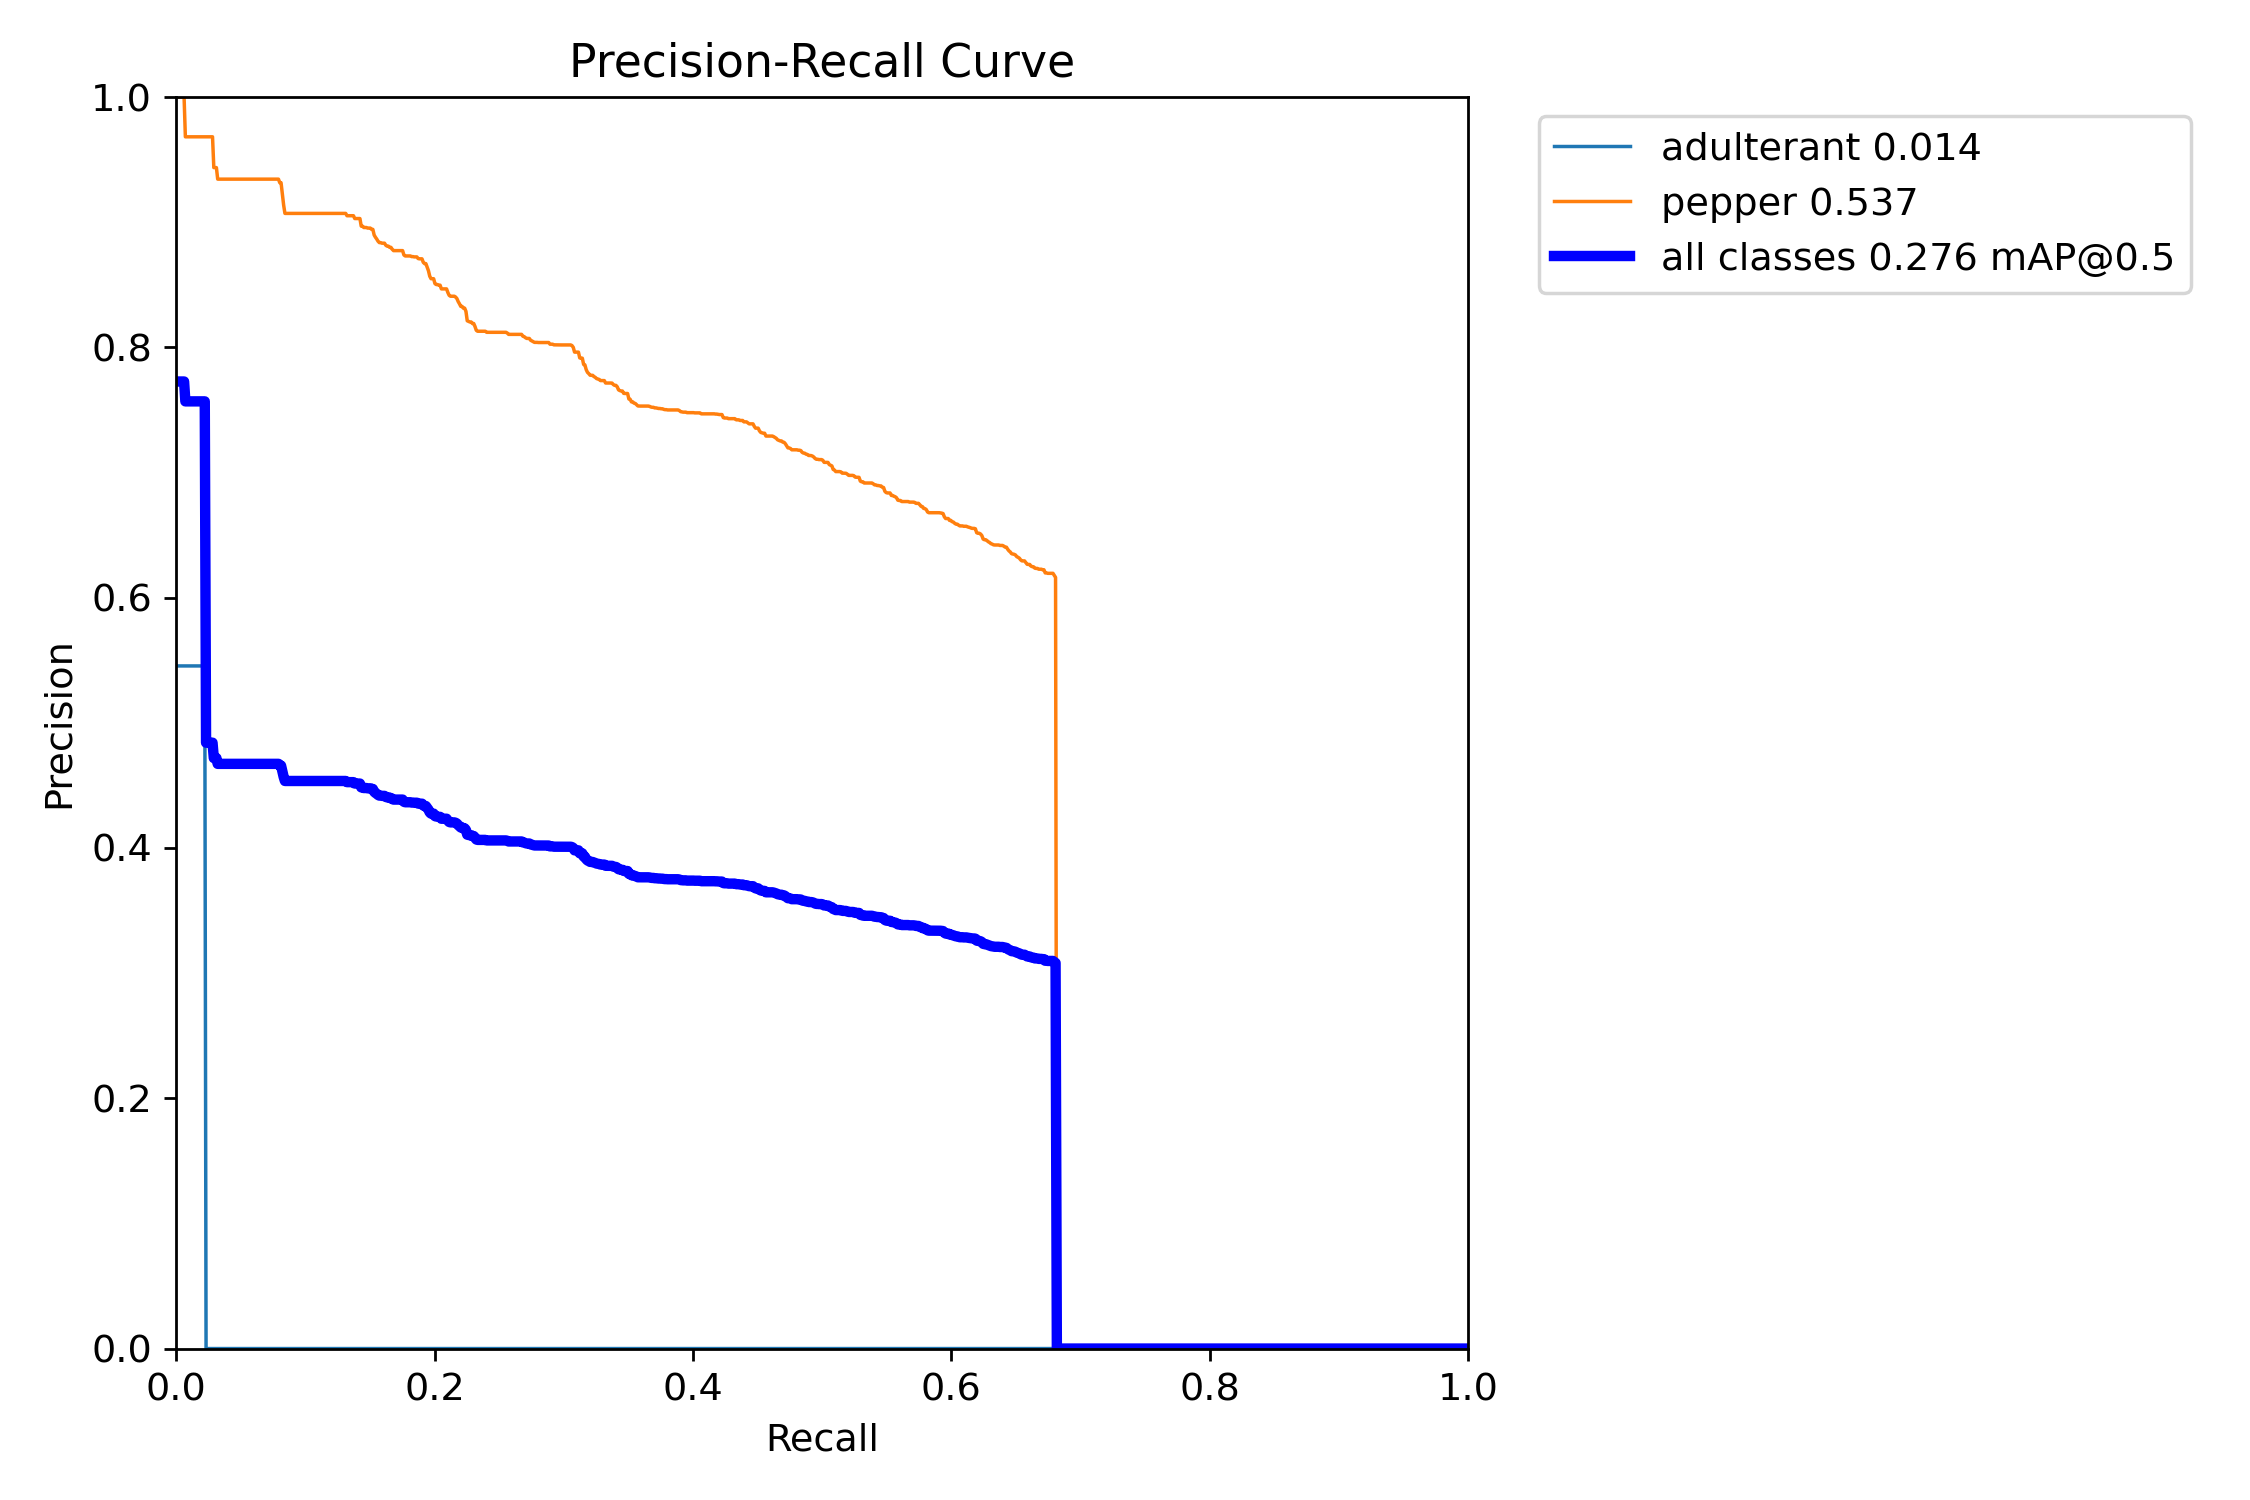 Precision-Recall Curve
adulterant 0.014
pepper 0.537
all classes 0.276 mAP@0.5
Precision
1.0
0.8
0.6
0.4
0.2
0.0
0.0 0.2 0.4 0.6 0.8 1.0
Recall